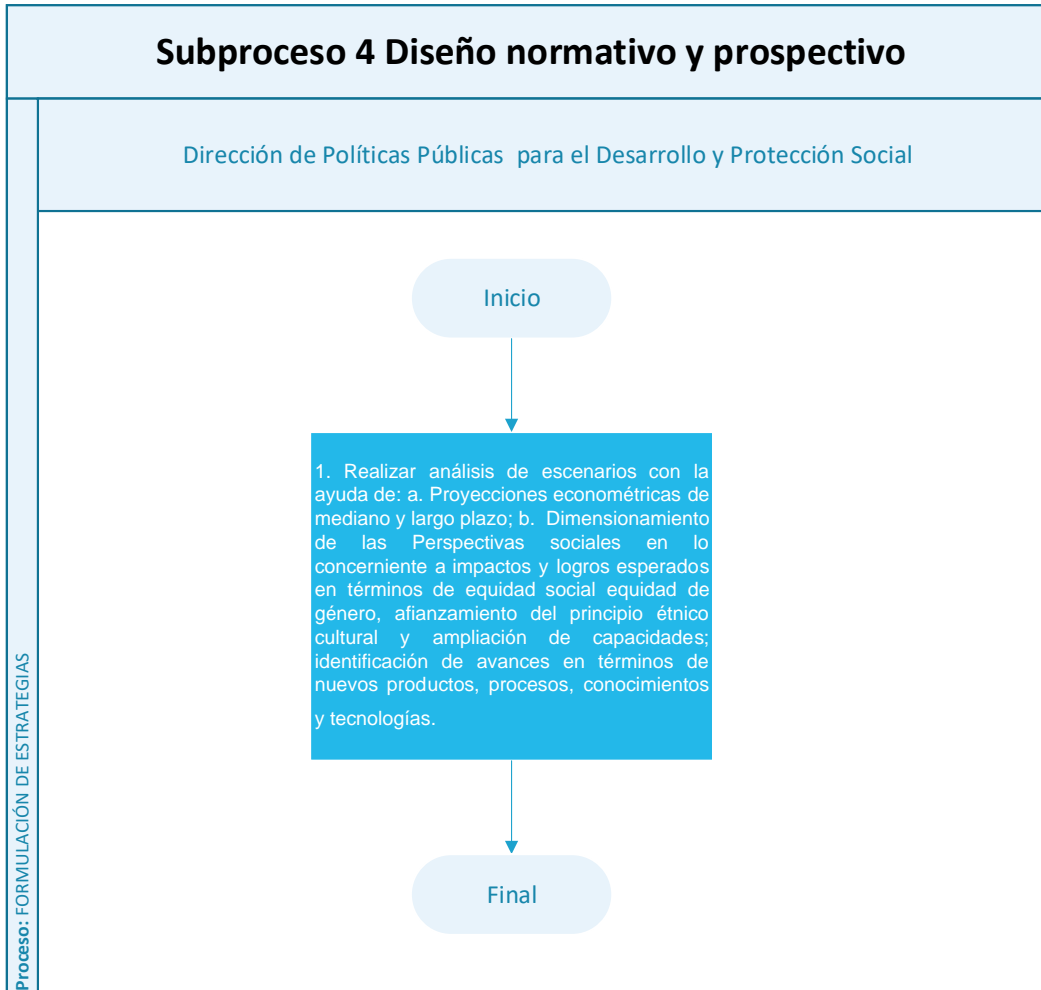 Subproceso 4 Diseño normativo y prospectivo
Dirección de Políticas Públicas  para el Desarrollo y Protección Social
Proceso: FORMULACIÓN DE ESTRATEGIAS
Inicio
1. Realizar análisis de escenarios con la
ayuda de: a. Proyecciones econométricas de
mediano y largo plazo; b. Dimensionamiento
de las Perspectivas sociales en lo
concerniente a impactos y logros esperados
en términos de equidad social equidad de
género, afianzamiento del principio étnico
cultural y ampliación de capacidades;
identificación de avances en términos de
nuevos productos, procesos, conocimientos
y tecnologías.
Final